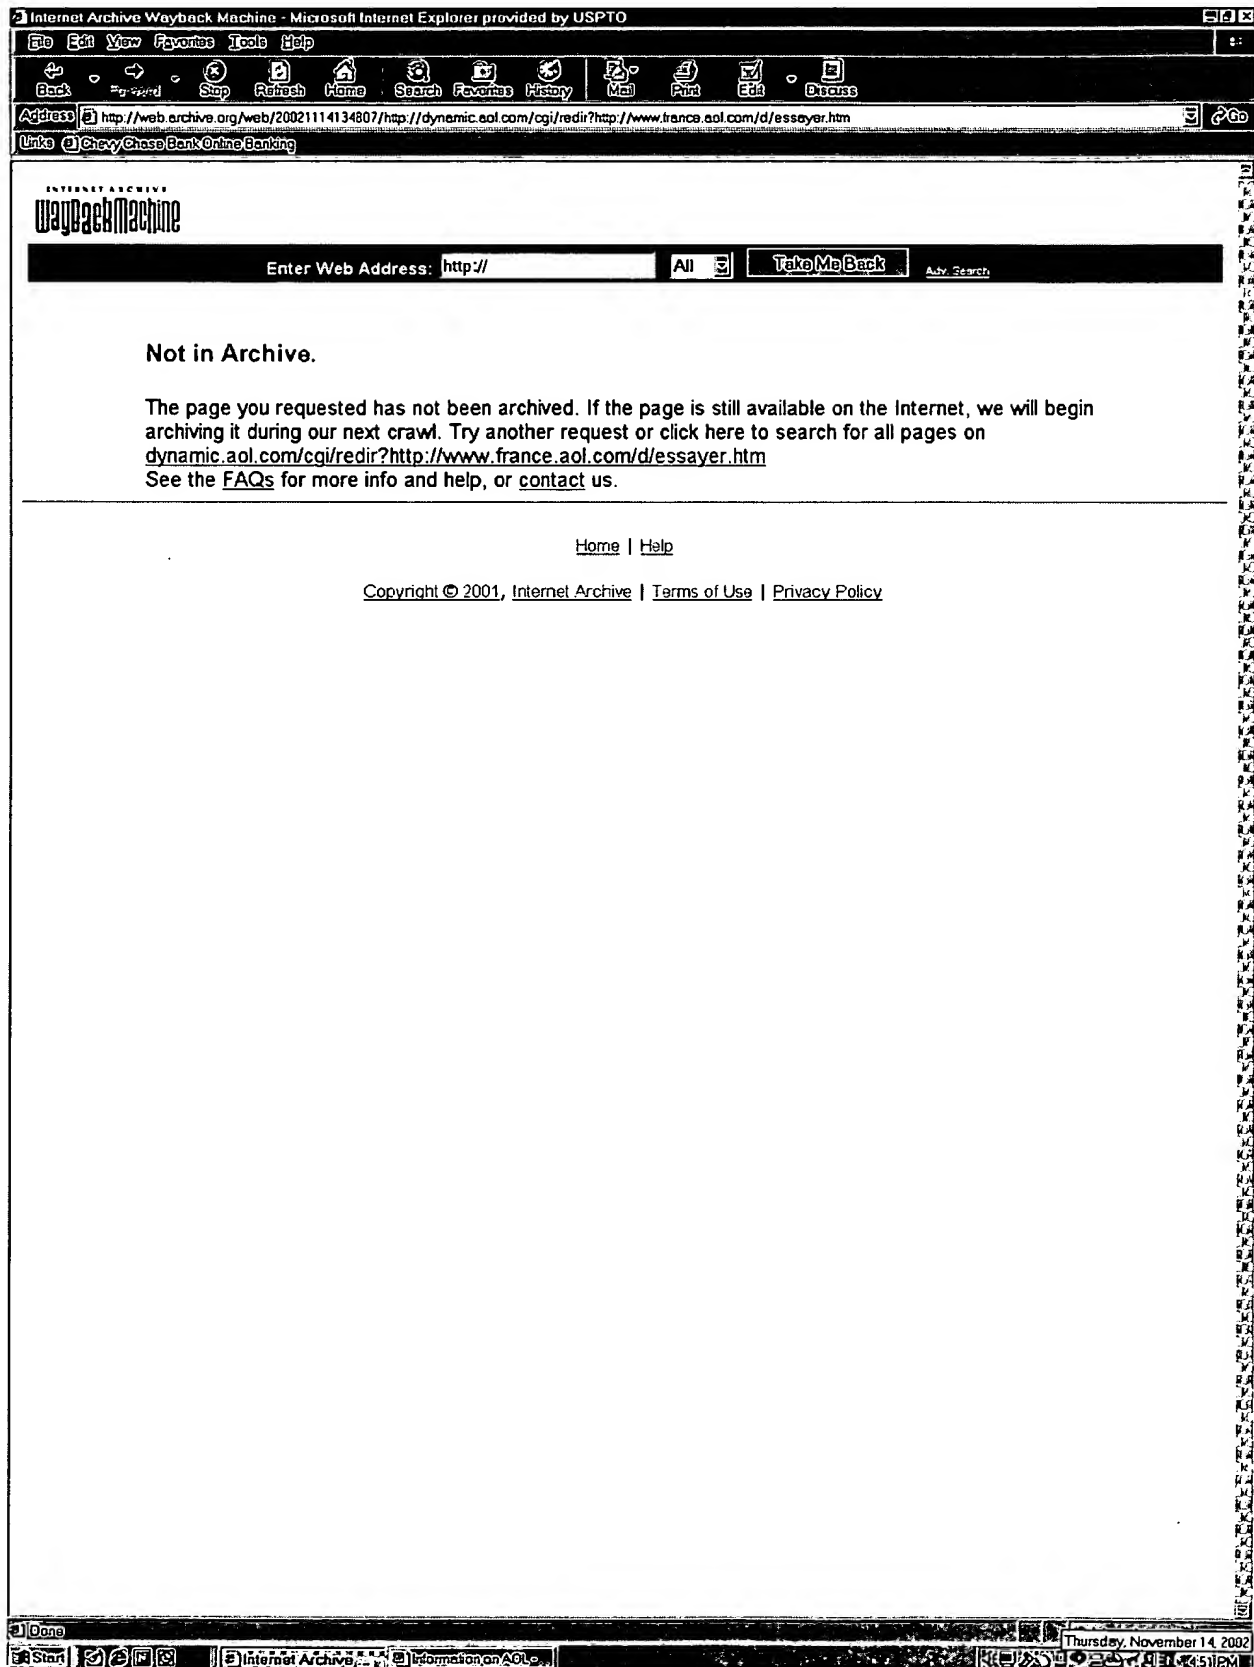 Internet Archive Wayback Machine - Microsoft Internet Explorer provided by USPTO
File Edit View Favorites Tools Help
Back Forward Stop Refresh Home Search Favorites History Mail Print Edit Discuss
Address http://web.archive.org/web/20021114134807/http://dynamic.aol.com/cgi/redir?http://www.france.aol.com/d/essayer.htm Go
Links Chevy Chase Bank Online Banking
INTERNET ARCHIVE
WayBackMachine
Enter Web Address: http:// All Take Me Back Adv. Search
Not in Archive.
The page you requested has not been archived. If the page is still available on the Internet, we will begin
archiving it during our next crawl. Try another request or click here to search for all pages on
dynamic.aol.com/cgi/redir?http://www.france.aol.com/d/essayer.htm
See the FAQs for more info and help, or contact us.
Home | Help
Copyright © 2001, Internet Archive | Terms of Use | Privacy Policy
Done
Thursday, November 14, 2002
Start Internet Archive... Information on AOL - 4:51 PM